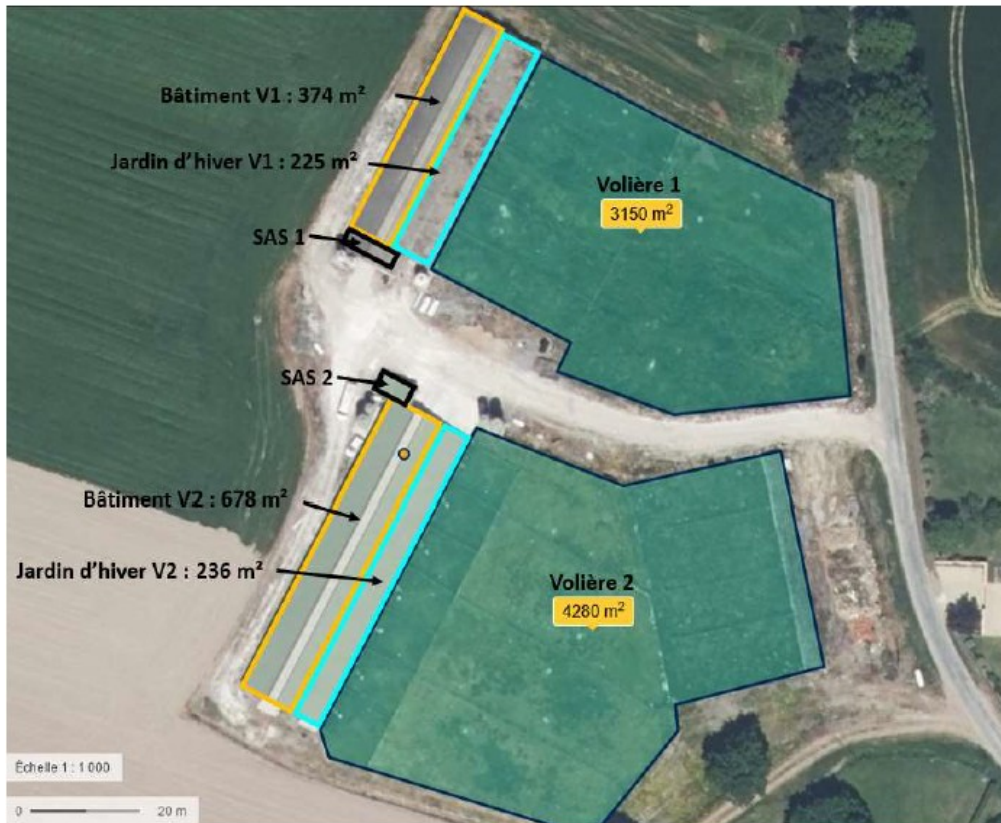 Bâtiment V1 : 374 m²
Jardin d'hiver V1 : 225 m²
Volière 1
3150 m²
SAS 1
SAS 2
Bâtiment V2 : 678 m²
Jardin d'hiver V2 : 236 m²
Volière 2
4280 m²
Échelle 1 : 1 000
0 20 m